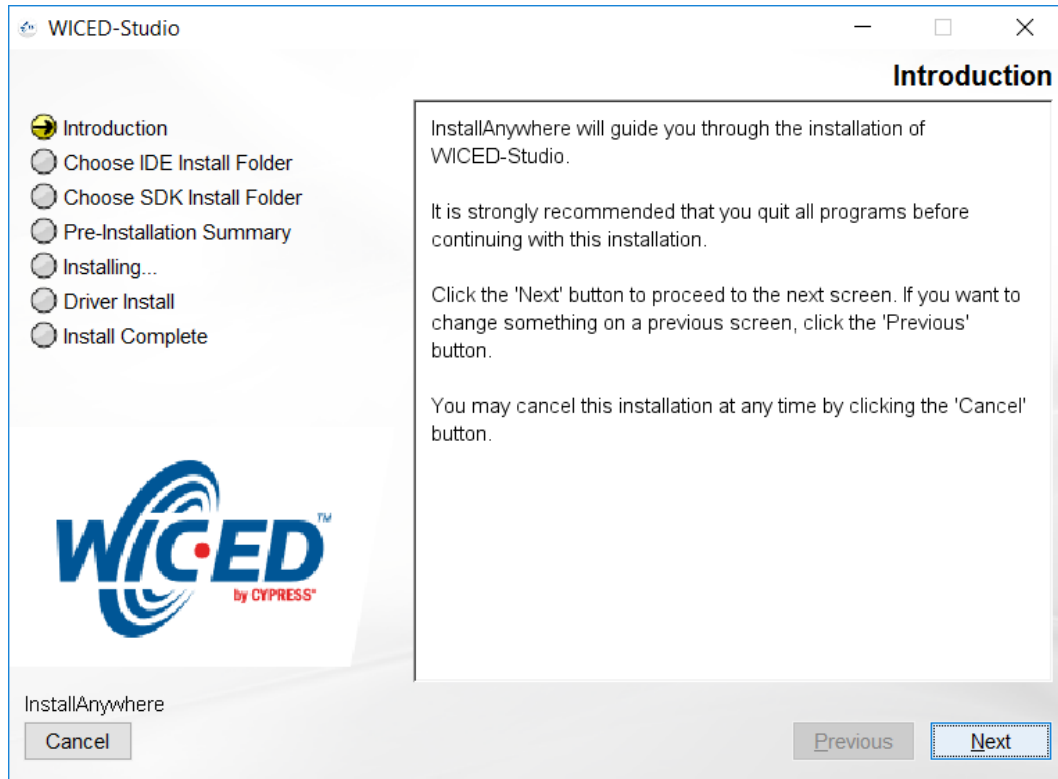 WICED-Studio
Introduction
Introduction
Choose IDE Install Folder
Choose SDK Install Folder
Pre-Installation Summary
Installing...
Driver Install
Install Complete
InstallAnywhere will guide you through the installation of
WICED-Studio.
It is strongly recommended that you quit all programs before
continuing with this installation.
Click the 'Next' button to proceed to the next screen. If you want to
change something on a previous screen, click the 'Previous'
button.
You may cancel this installation at any time by clicking the 'Cancel'
button.
WICED™
by CYPRESS®
InstallAnywhere
Cancel
Previous
Next